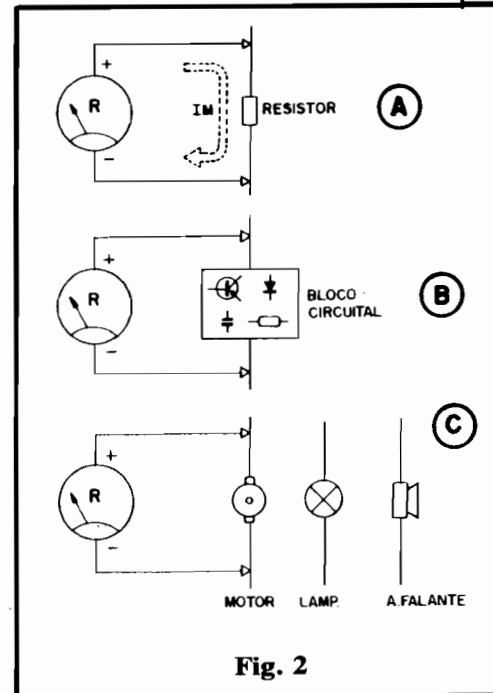 +
R
IM
RESISTOR
A
-
+
R
BLOCO
CIRCUITAL
B
-
C
+
R
-
MOTOR
LAMP.
A.FALANTE
Fig. 2